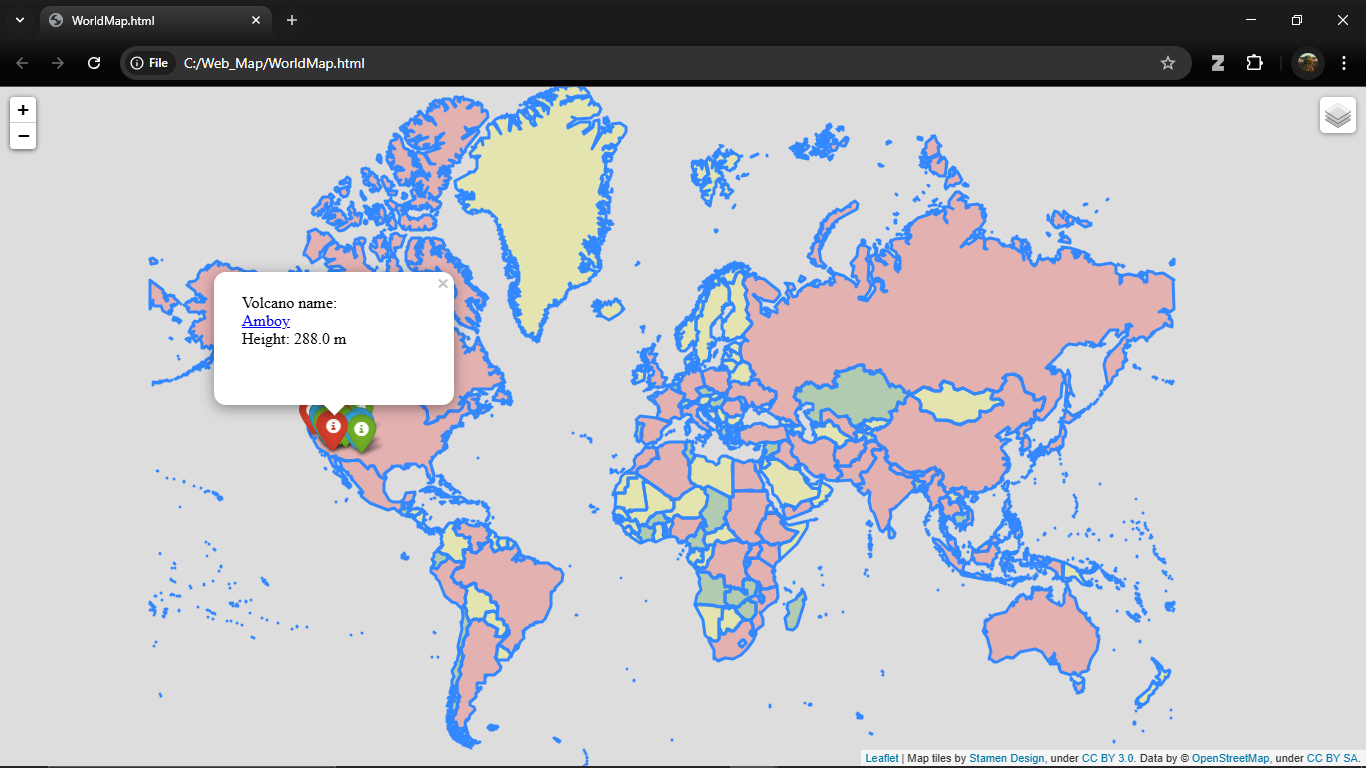 WorldMap.html
File
C:/Web_Map/WorldMap.html
+
−
Volcano name:
Amboy
Height: 288.0 m
Leaflet | Map tiles by Stamen Design, under CC BY 3.0. Data by © OpenStreetMap, under CC BY SA.